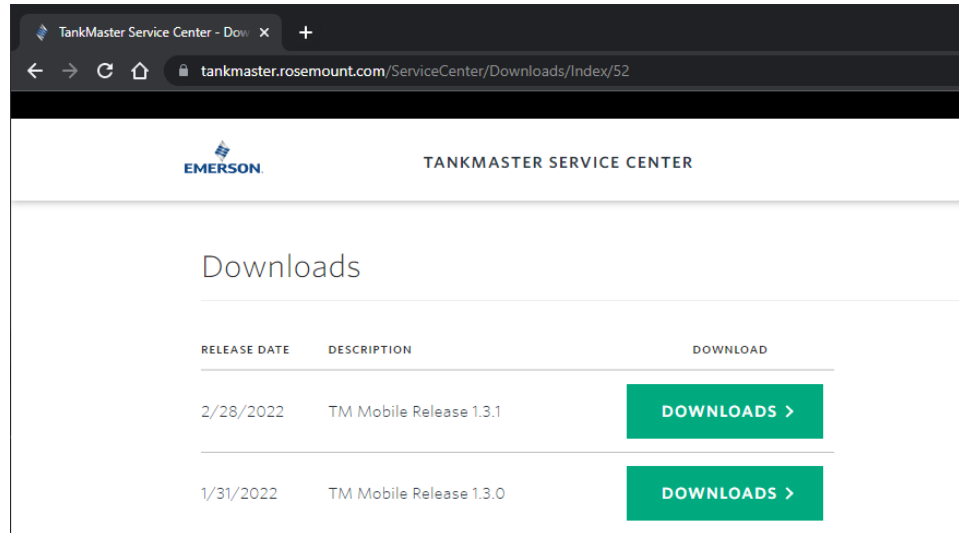 TankMaster Service Center - Dow
tankmaster.rosemount.com/ServiceCenter/Downloads/Index/52
EMERSON.
TANKMASTER SERVICE CENTER
Downloads
RELEASE DATE DESCRIPTION DOWNLOAD
2/28/2022 TM Mobile Release 1.3.1 DOWNLOADS >
1/31/2022 TM Mobile Release 1.3.0 DOWNLOADS >